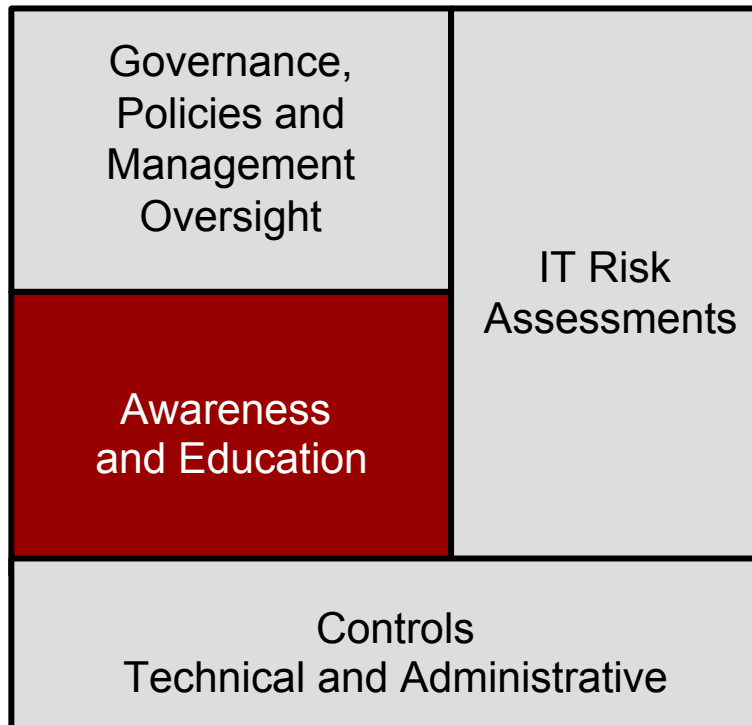 Governance,
Policies and
Management
Oversight
IT Risk
Assessments
Awareness
and Education
Controls
Technical and Administrative